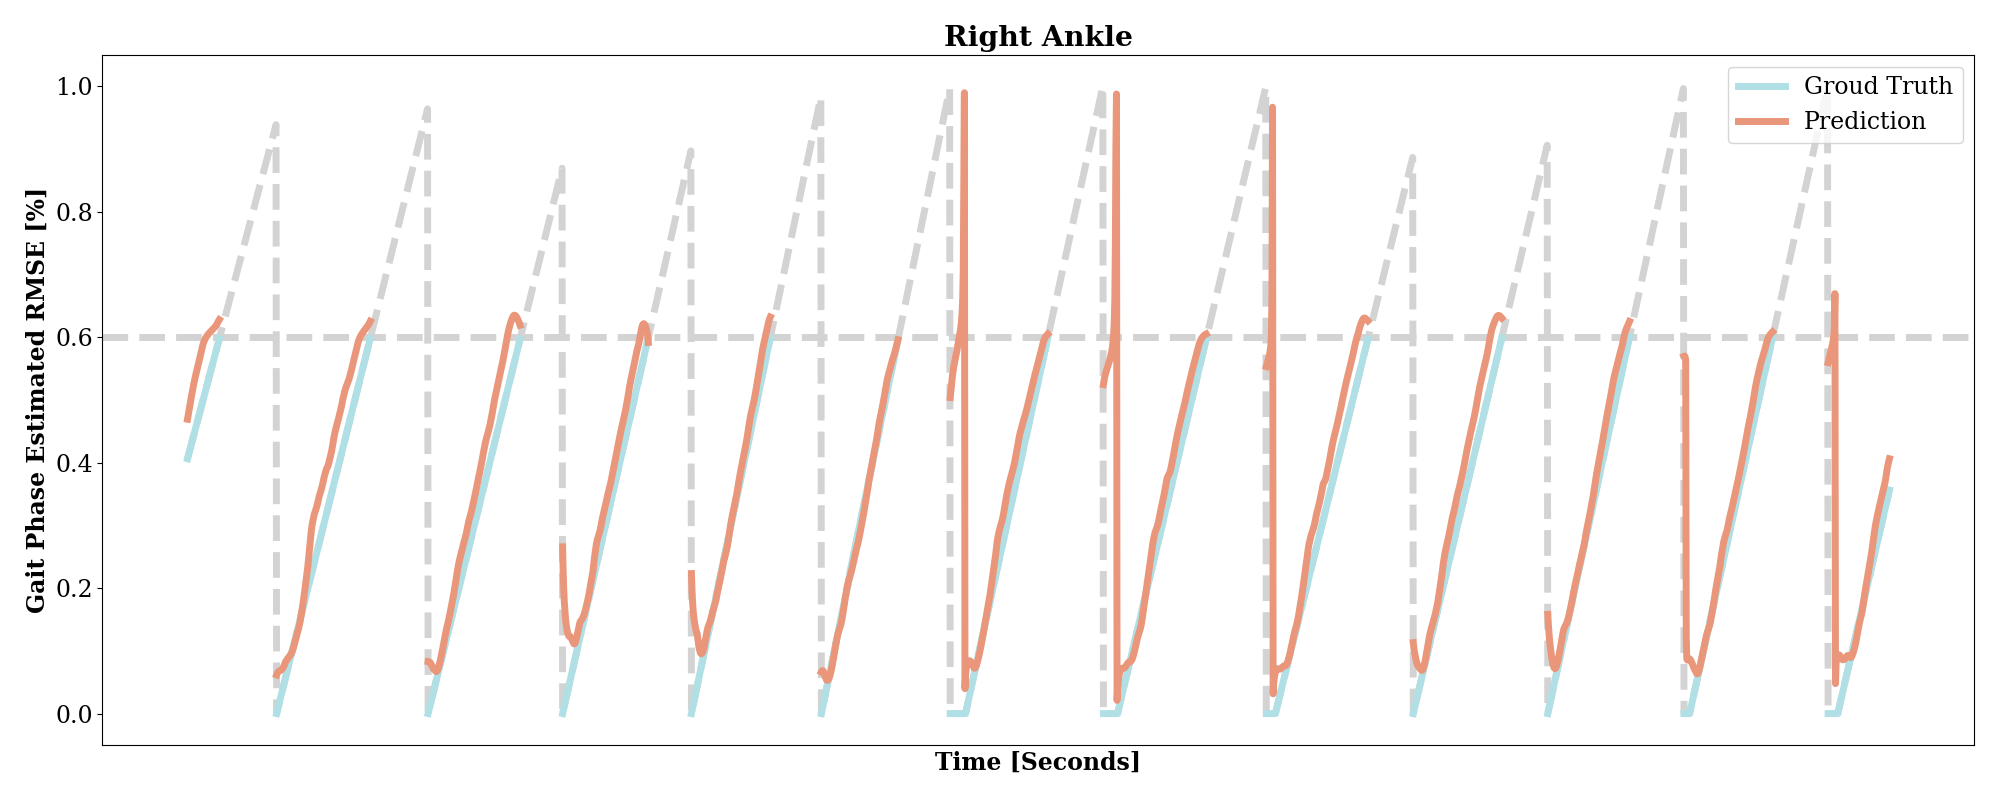 Right Ankle
Groud Truth
Prediction
1.0
0.8
0.6
0.4
0.2
0.0
Gait Phase Estimated RMSE [%]
Time [Seconds]